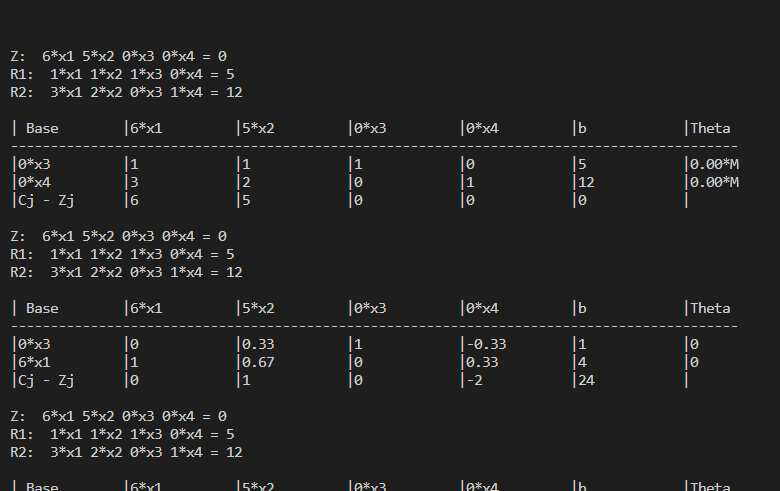 Z:  6*x1 5*x2 0*x3 0*x4 = 0
R1:  1*x1 1*x2 1*x3 0*x4 = 5
R2:  3*x1 2*x2 0*x3 1*x4 = 12
| Base        |6*x1         |5*x2         |0*x3         |0*x4         |b            |Theta
-------------------------------------------------------------------------------------------
|0*x3         |1            |1            |1            |0            |5            |0.00*M
|0*x4         |3            |2            |0            |1            |12           |0.00*M
|Cj - Zj      |6            |5            |0            |0            |0            |
Z:  6*x1 5*x2 0*x3 0*x4 = 0
R1:  1*x1 1*x2 1*x3 0*x4 = 5
R2:  3*x1 2*x2 0*x3 1*x4 = 12
| Base        |6*x1         |5*x2         |0*x3         |0*x4         |b            |Theta
-------------------------------------------------------------------------------------------
|0*x3         |0            |0.33         |1            |-0.33        |1            |0
|6*x1         |1            |0.67         |0            |0.33         |4            |0
|Cj - Zj      |0            |1            |0            |-2           |24           |
Z:  6*x1 5*x2 0*x3 0*x4 = 0
R1:  1*x1 1*x2 1*x3 0*x4 = 5
R2:  3*x1 2*x2 0*x3 1*x4 = 12
| Base        |6*x1         |5*x2         |0*x3         |0*x4         |b            |Theta